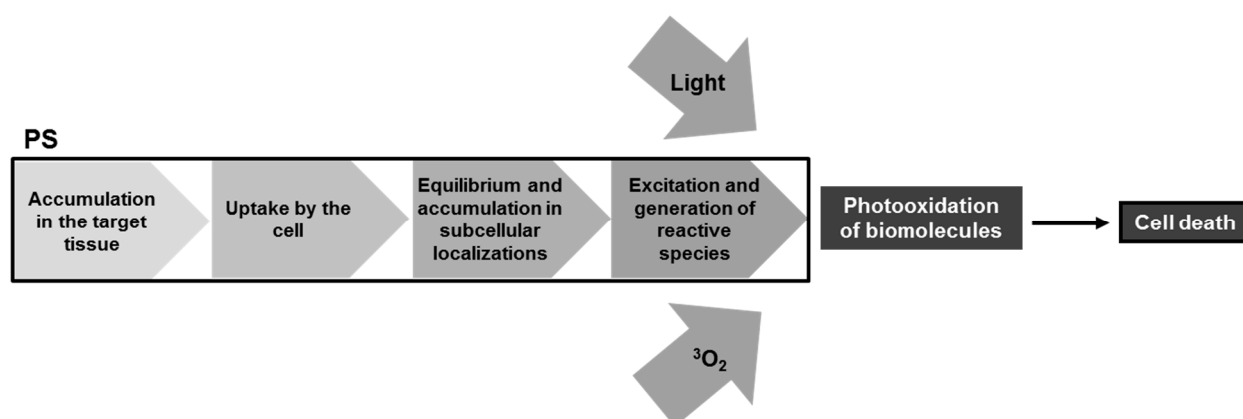 Light
PS
Accumulation
in the target
tissue
Uptake by the
cell
Equilibrium and
accumulation in
subcellular
localizations
Excitation and
generation of
reactive
species
Photooxidation
of biomolecules
Cell death
³O₂